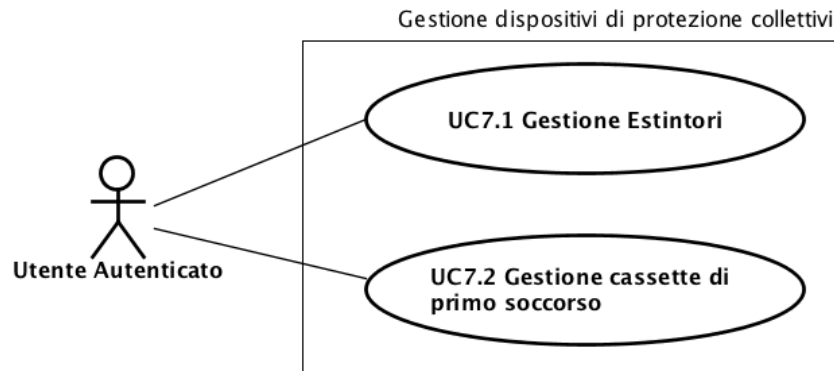 Gestione dispositivi di protezione collettivi
UC7.1 Gestione Estintori
Utente Autenticato
UC7.2 Gestione cassette di
primo soccorso